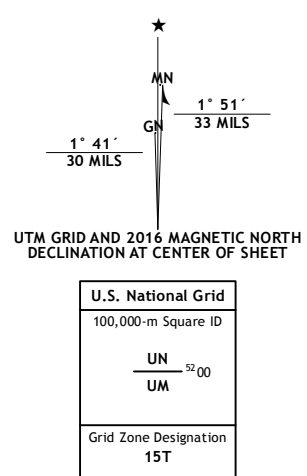 ★
MN
1° 51´
33 MILS
GN
1° 41´
30 MILS
UTM GRID AND 2016 MAGNETIC NORTH
DECLINATION AT CENTER OF SHEET
U.S. National Grid
100,000-m Square ID
UN
5200
UM
Grid Zone Designation
15T